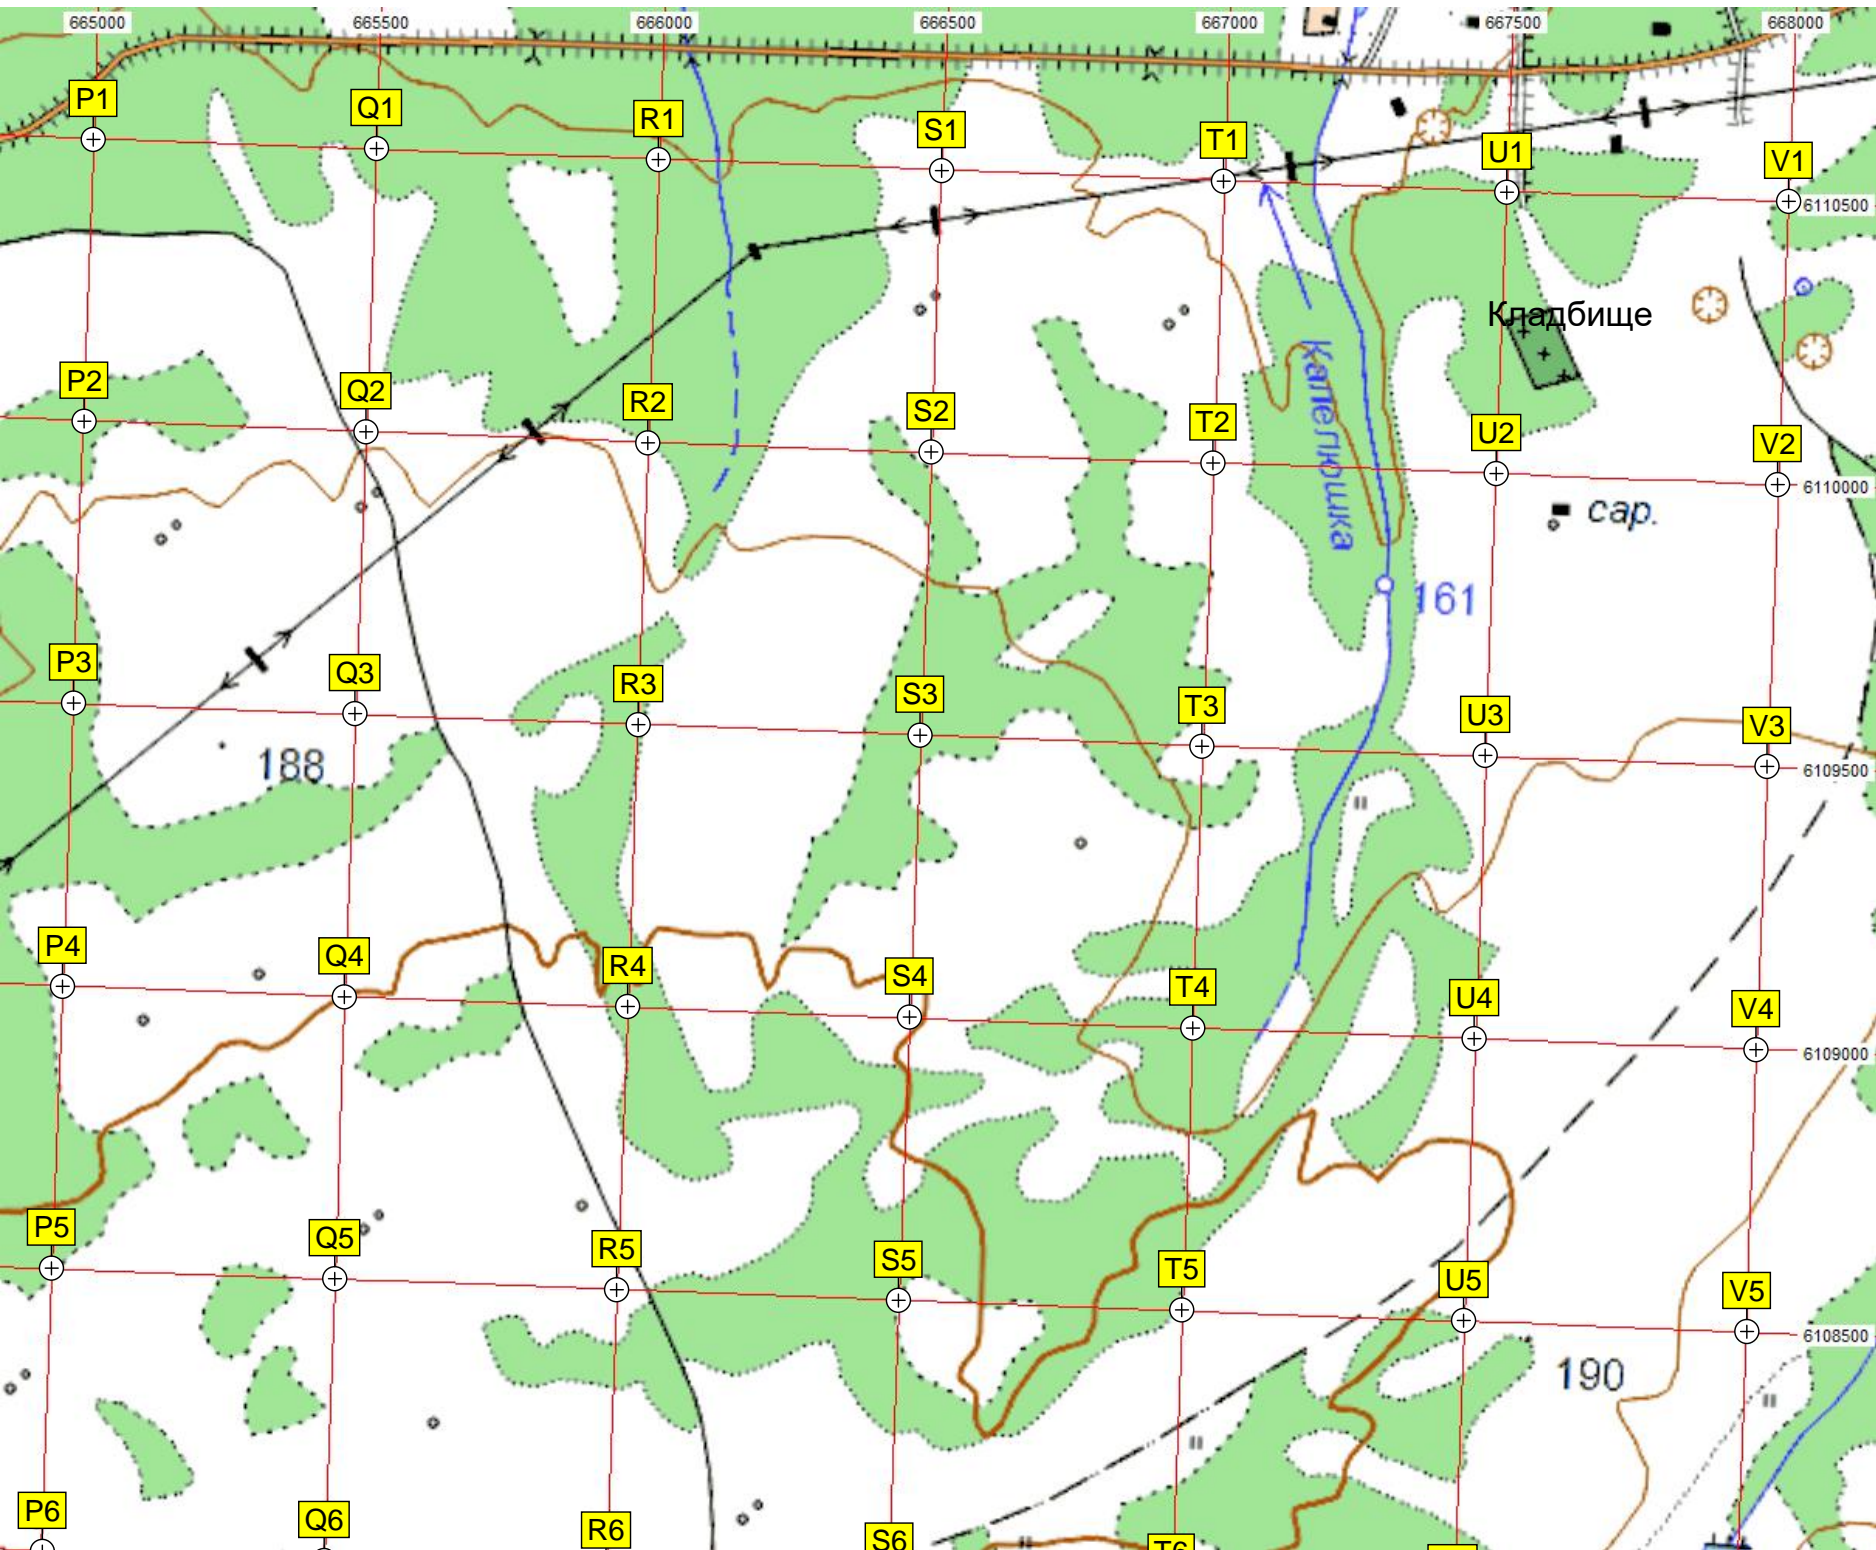 665000 665500 666000 666500 667000 667500 668000
P1 Q1 R1 S1 T1 U1 V1
6110500
Кладбище
P2 Q2 R2 S2 T2 U2 V2
Капелюшка
6110000
сар.
161
P3 Q3 R3 S3 T3 U3 V3
188
6109500
P4 Q4 R4 S4 T4 U4 V4
6109000
P5 Q5 R5 S5 T5 U5 V5
6108500
190
P6 Q6 R6 S6 T6